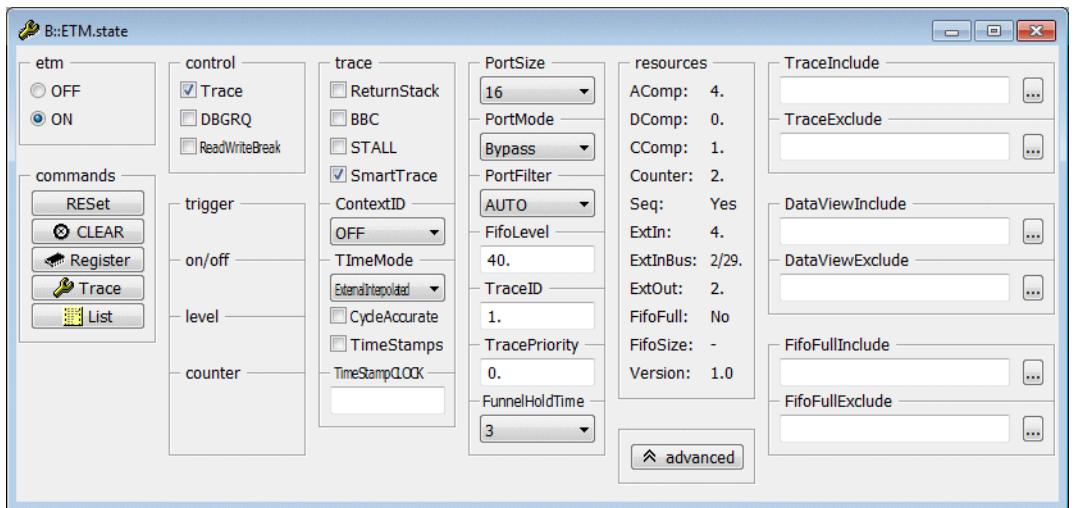 B::ETM.state
etm
OFF
ON
commands
RESet
CLEAR
Register
Trace
List
control
Trace
DBGRQ
ReadWriteBreak
trigger
on/off
level
counter
trace
ReturnStack
BBC
STALL
SmartTrace
ContextID
OFF
TImeMode
ExternalInterpolated
CycleAccurate
TimeStamps
TimeStampCLOCK
PortSize
16
PortMode
Bypass
PortFilter
AUTO
FifoLevel
40.
TraceID
1.
TracePriority
0.
FunnelHoldTime
3
resources
AComp: 4.
DComp: 0.
CComp: 1.
Counter: 2.
Seq: Yes
ExtIn: 4.
ExtInBus: 2/29.
ExtOut: 2.
FifoFull: No
FifoSize: -
Version: 1.0
advanced
TraceInclude
...
TraceExclude
...
DataViewInclude
...
DataViewExclude
...
FifoFullInclude
...
FifoFullExclude
...